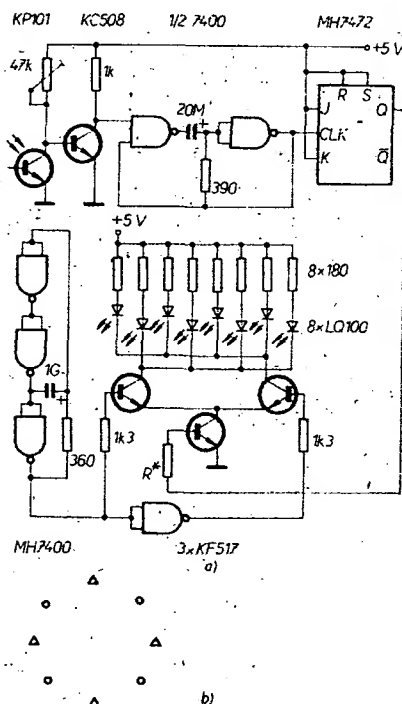 KP101 KC508 1/2 7400 MH7472
+5 V
47k 1k
R S
J Q
20M +
CLK
K Q̅
390
+5 V
8×180
8×LQ100
1G
+
360 1k3 R* 1k3
MH7400 3×KF517
a)
b)